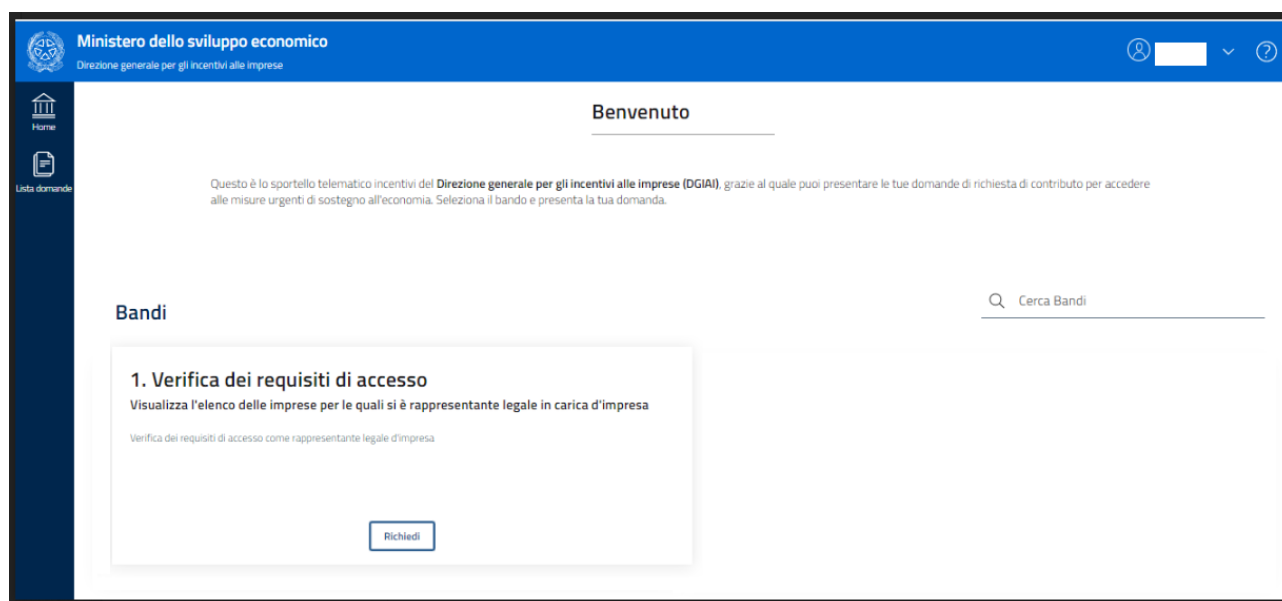 Ministero dello sviluppo economico
Direzione generale per gli incentivi alle imprese
Home
Lista domande
Benvenuto
Questo è lo sportello telematico incentivi del Direzione generale per gli incentivi alle imprese (DGIAI), grazie al quale puoi presentare le tue domande di richiesta di contributo per accedere
alle misure urgenti di sostegno all'economia. Seleziona il bando e presenta la tua domanda.
Bandi
Cerca Bandi
1. Verifica dei requisiti di accesso
Visualizza l'elenco delle imprese per le quali si è rappresentante legale in carica d'impresa
Verifica dei requisiti di accesso come rappresentante legale d'impresa
Richiedi